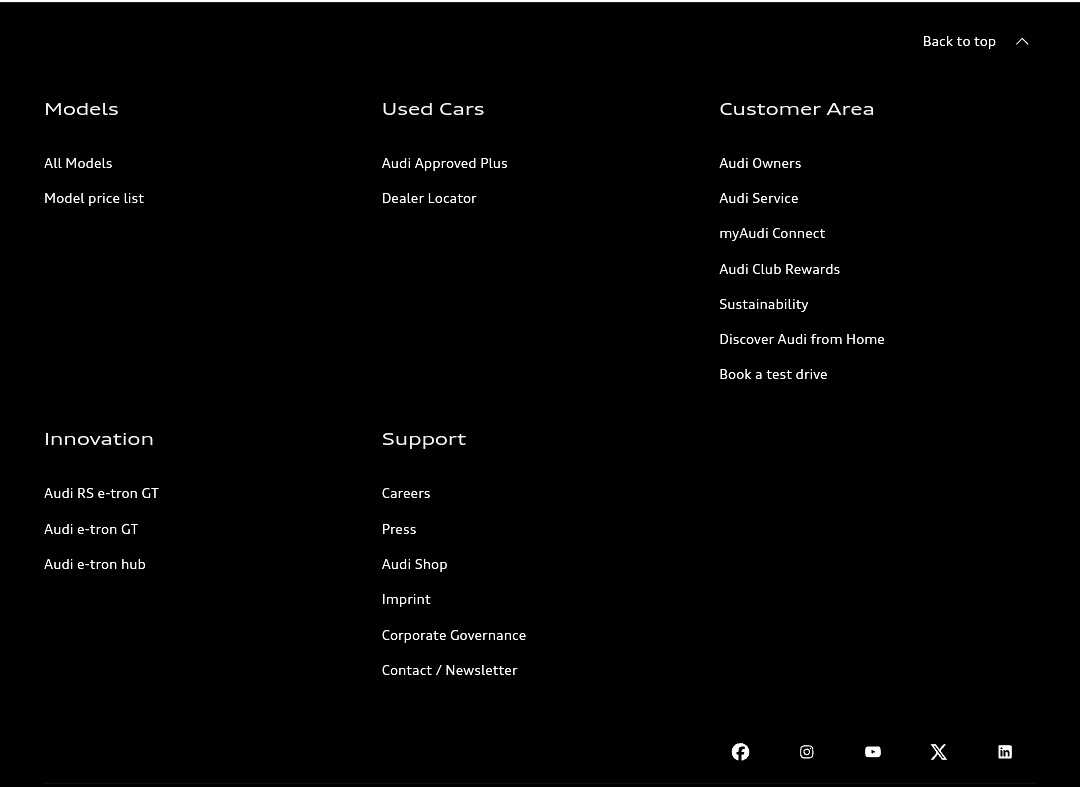 Back to top
Models
All Models
Model price list
Used Cars
Audi Approved Plus
Dealer Locator
Customer Area
Audi Owners
Audi Service
myAudi Connect
Audi Club Rewards
Sustainability
Discover Audi from Home
Book a test drive
Innovation
Audi RS e-tron GT
Audi e-tron GT
Audi e-tron hub
Support
Careers
Press
Audi Shop
Imprint
Corporate Governance
Contact / Newsletter